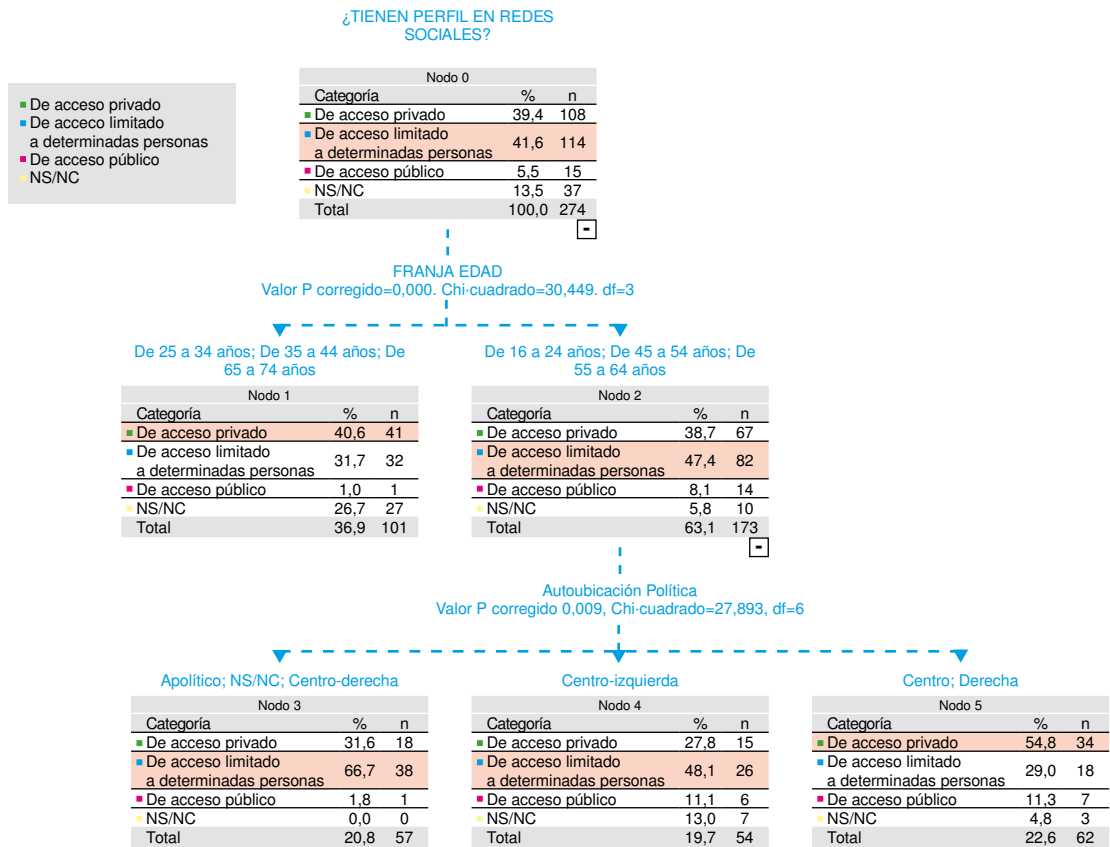 ¿TIENEN PERFIL EN REDES
SOCIALES?
De acceso privado
De acceco limitado
a determinadas personas
De acceso público
NS/NC
Nodo 0
Categoría % n
De acceso privado 39,4 108
De acceso limitado
a determinadas personas 41,6 114
De acceso público 5,5 15
NS/NC 13,5 37
Total 100,0 274
-
FRANJA EDAD
Valor P corregido=0,000. Chi-cuadrado=30,449. df=3
De 25 a 34 años; De 35 a 44 años; De
65 a 74 años
Nodo 1
Categoría % n
De acceso privado 40,6 41
De acceso limitado
a determinadas personas 31,7 32
De acceso público 1,0 1
NS/NC 26,7 27
Total 36,9 101
De 16 a 24 años; De 45 a 54 años; De
55 a 64 años
Nodo 2
Categoría % n
De acceso privado 38,7 67
De acceso limitado
a determinadas personas 47,4 82
De acceso público 8,1 14
NS/NC 5,8 10
Total 63,1 173
-
Autoubicación Política
Valor P corregido 0,009, Chi-cuadrado=27,893, df=6
Apolítico; NS/NC; Centro-derecha
Nodo 3
Categoría % n
De acceso privado 31,6 18
De acceso limitado
a determinadas personas 66,7 38
De acceso público 1,8 1
NS/NC 0,0 0
Total 20,8 57
Centro-izquierda
Nodo 4
Categoría % n
De acceso privado 27,8 15
De acceso limitado
a determinadas personas 48,1 26
De acceso público 11,1 6
NS/NC 13,0 7
Total 19,7 54
Centro; Derecha
Nodo 5
Categoría % n
De acceso privado 54,8 34
De acceso limitado
a determinadas personas 29,0 18
De acceso público 11,3 7
NS/NC 4,8 3
Total 22,6 62